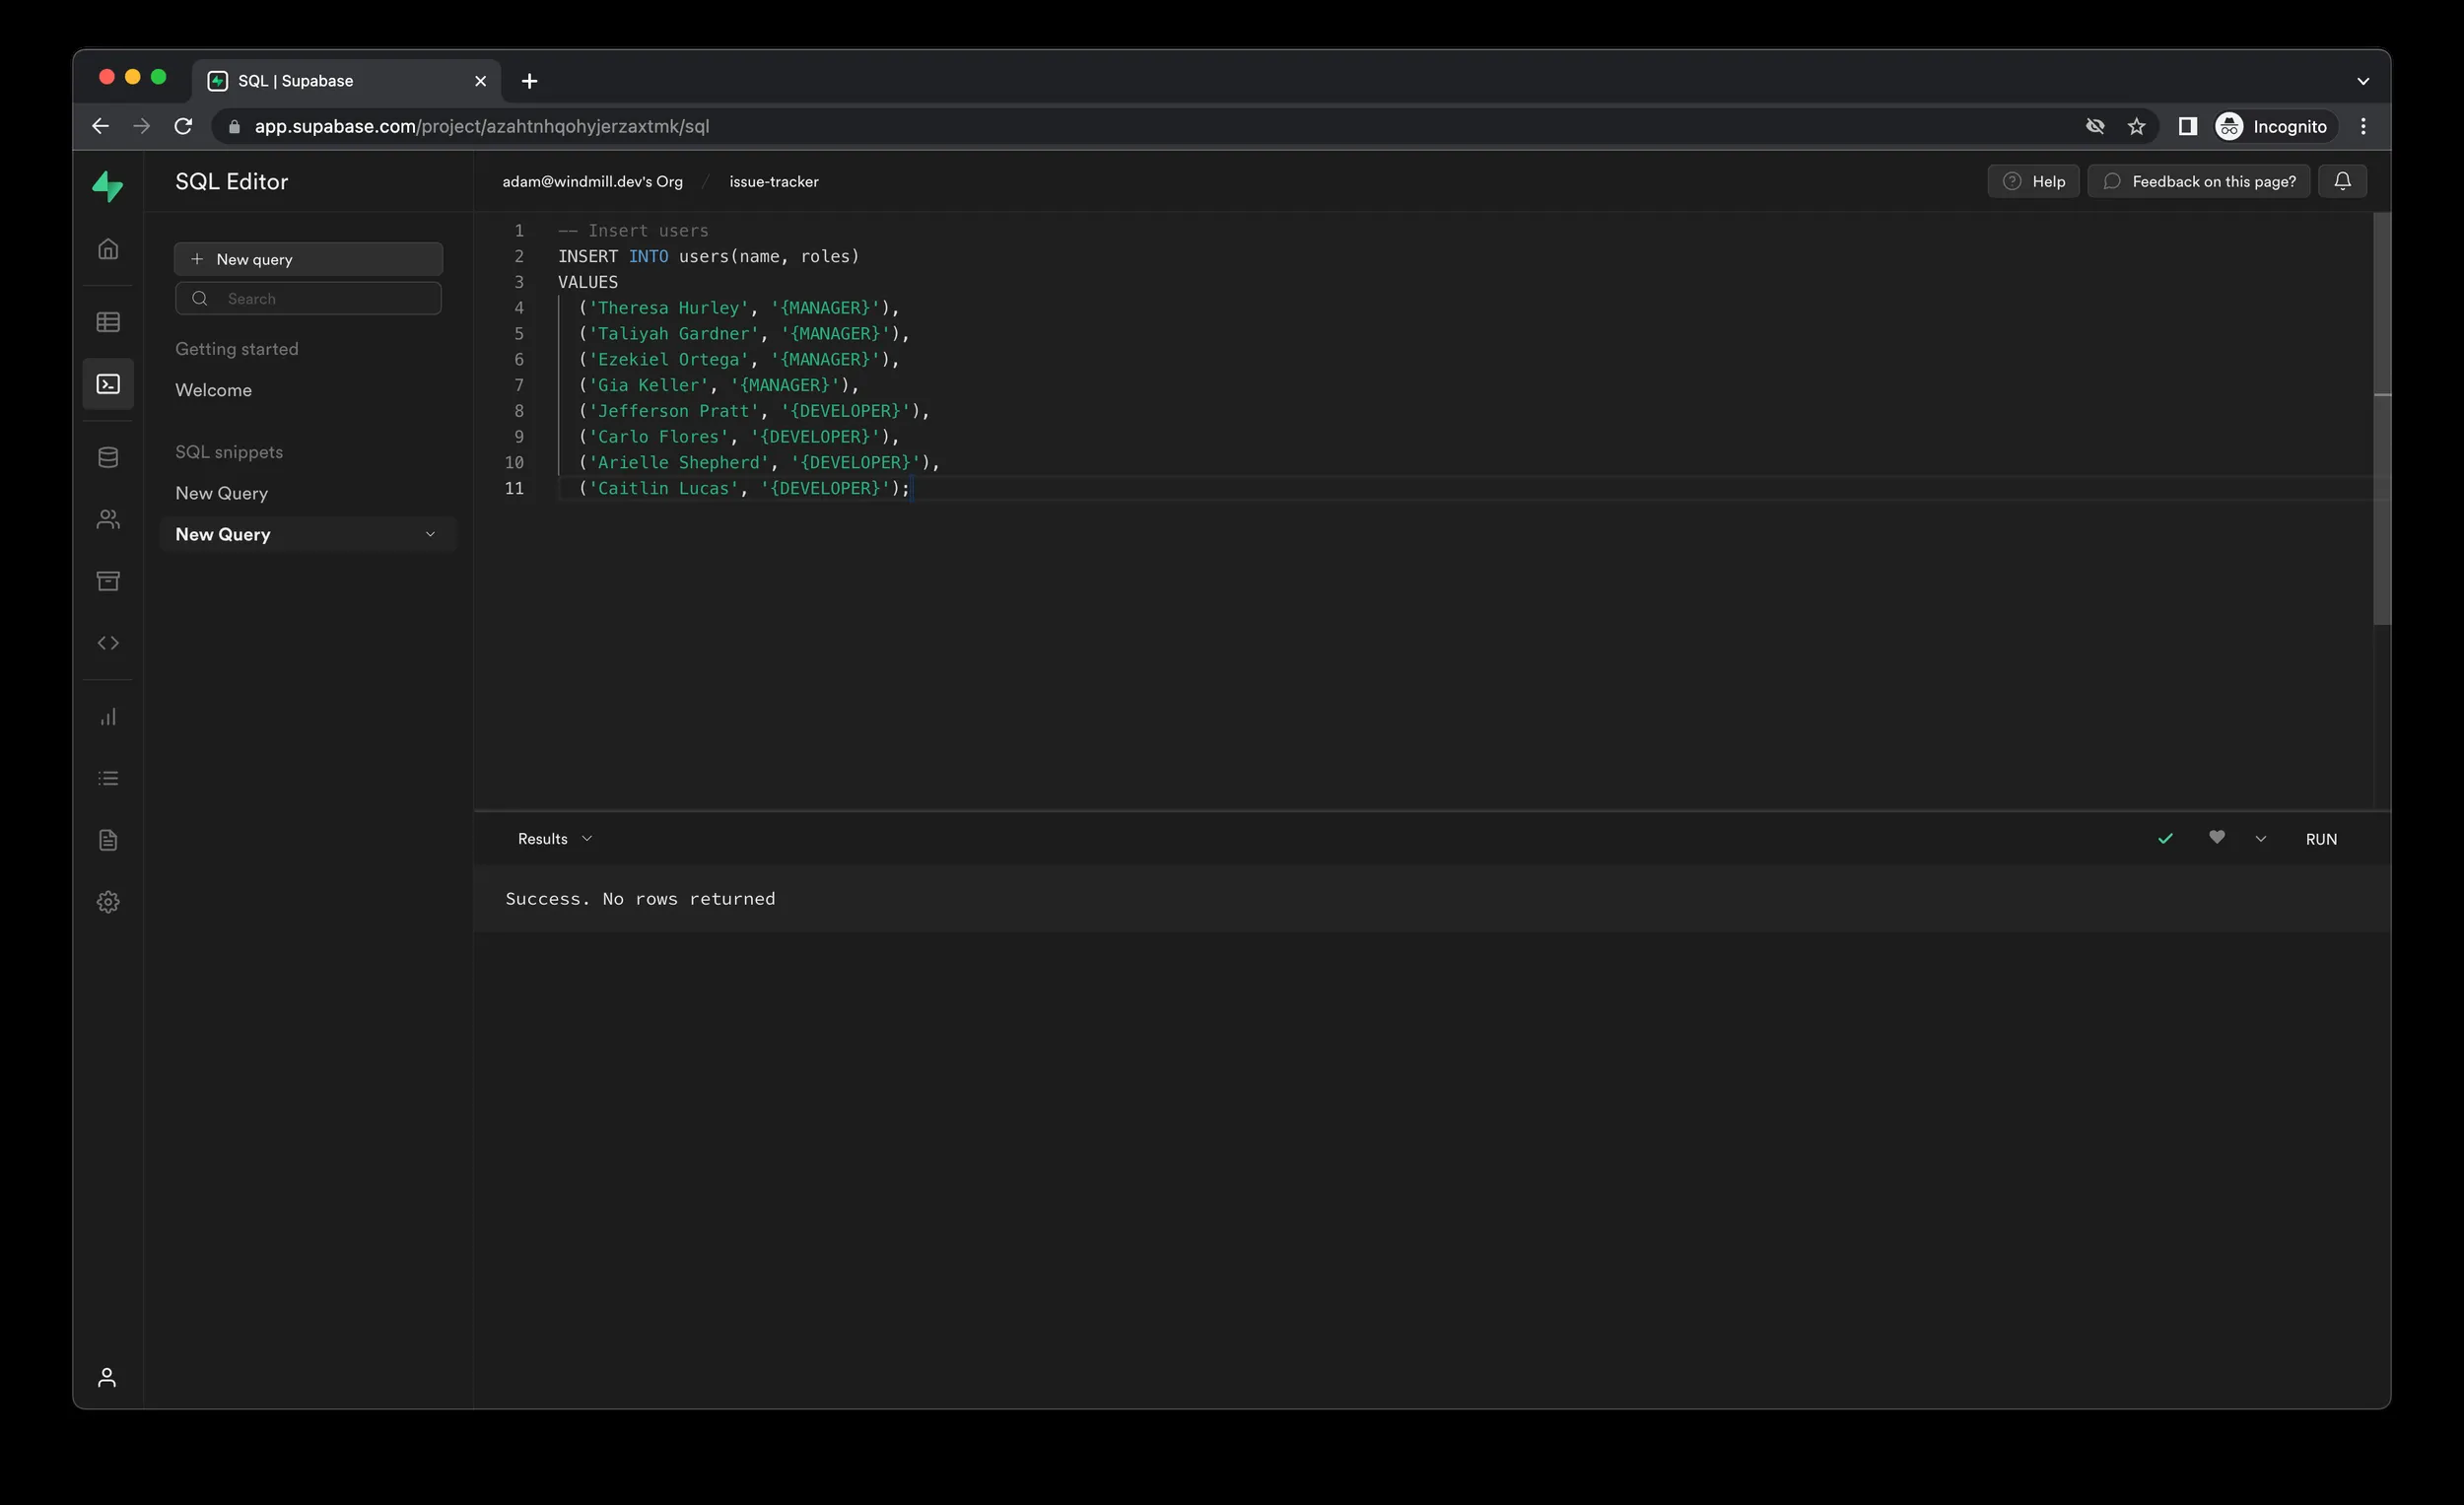 SQL | Supabase
app.supabase.com/project/azahtnhqohyjerzaxtmk/sql
Incognito
SQL Editor
adam@windmill.dev's Org / issue-tracker
Help
Feedback on this page?
New query
Search
Getting started
Welcome
SQL snippets
New Query
New Query
1 -- Insert users
2 INSERT INTO users(name, roles)
3 VALUES
4 ('Theresa Hurley', '{MANAGER}'),
5 ('Taliyah Gardner', '{MANAGER}'),
6 ('Ezekiel Ortega', '{MANAGER}'),
7 ('Gia Keller', '{MANAGER}'),
8 ('Jefferson Pratt', '{DEVELOPER}'),
9 ('Carlo Flores', '{DEVELOPER}'),
10 ('Arielle Shepherd', '{DEVELOPER}'),
11 ('Caitlin Lucas', '{DEVELOPER}');
Results
RUN
Success. No rows returned